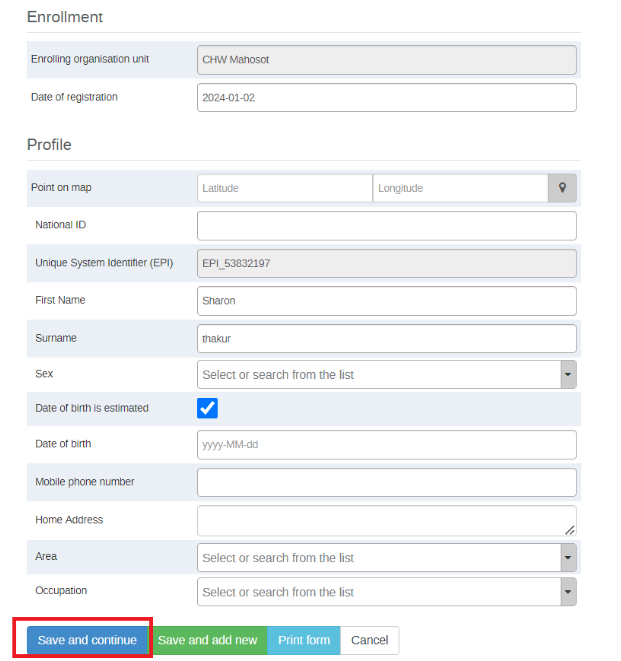 Enrollment
Enrolling organisation unit CHW Mahosot
Date of registration 2024-01-02
Profile
Point on map Latitude Longitude
National ID
Unique System Identifier (EPI) EPI_53832197
First Name Sharon
Surname thakur
Sex Select or search from the list
Date of birth is estimated
Date of birth yyyy-MM-dd
Mobile phone number
Home Address
Area Select or search from the list
Occupation Select or search from the list
Save and continue Save and add new Print form Cancel